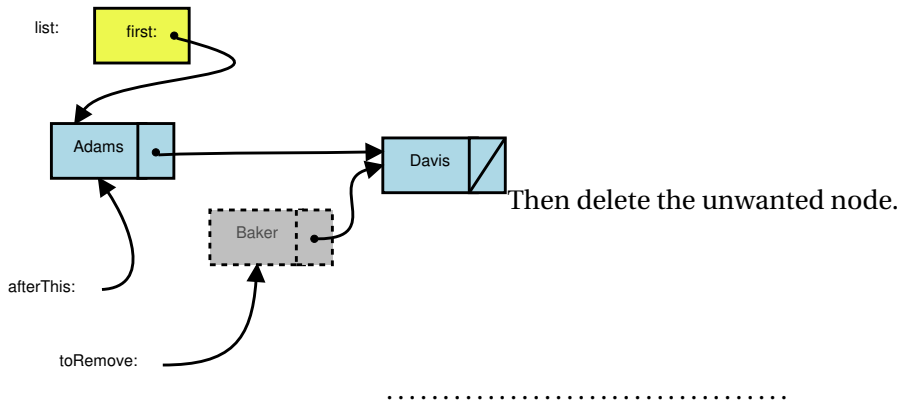 list:
first:
Adams
Davis
Then delete the unwanted node.
Baker
afterThis:
toRemove:
....................................